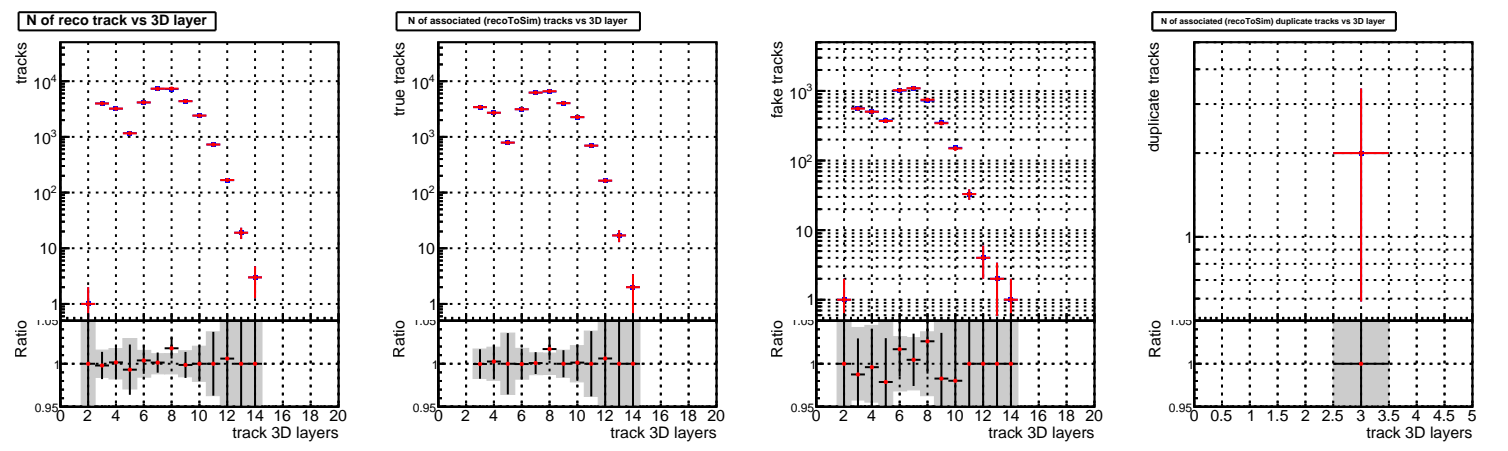 N of reco track vs 3D layer
tracks
10⁴
10³
10²
10
1
Ratio
1.05
1
0.95
0 2 4 6 8 10 12 14 16 18 20
track 3D layers
N of associated (recoToSim) tracks vs 3D layer
true tracks
10⁴
10³
10²
10
1
Ratio
1.05
1
0.95
0 2 4 6 8 10 12 14 16 18 20
track 3D layers
fake tracks
10³
10²
10
1
Ratio
1.05
1
0.95
0 2 4 6 8 10 12 14 16 18 20
track 3D layers
N of associated (recoToSim) duplicate tracks vs 3D layer
duplicate tracks
1
Ratio
1.05
1
0.95
0 0.5 1 1.5 2 2.5 3 3.5 4 4.5 5
track 3D layers